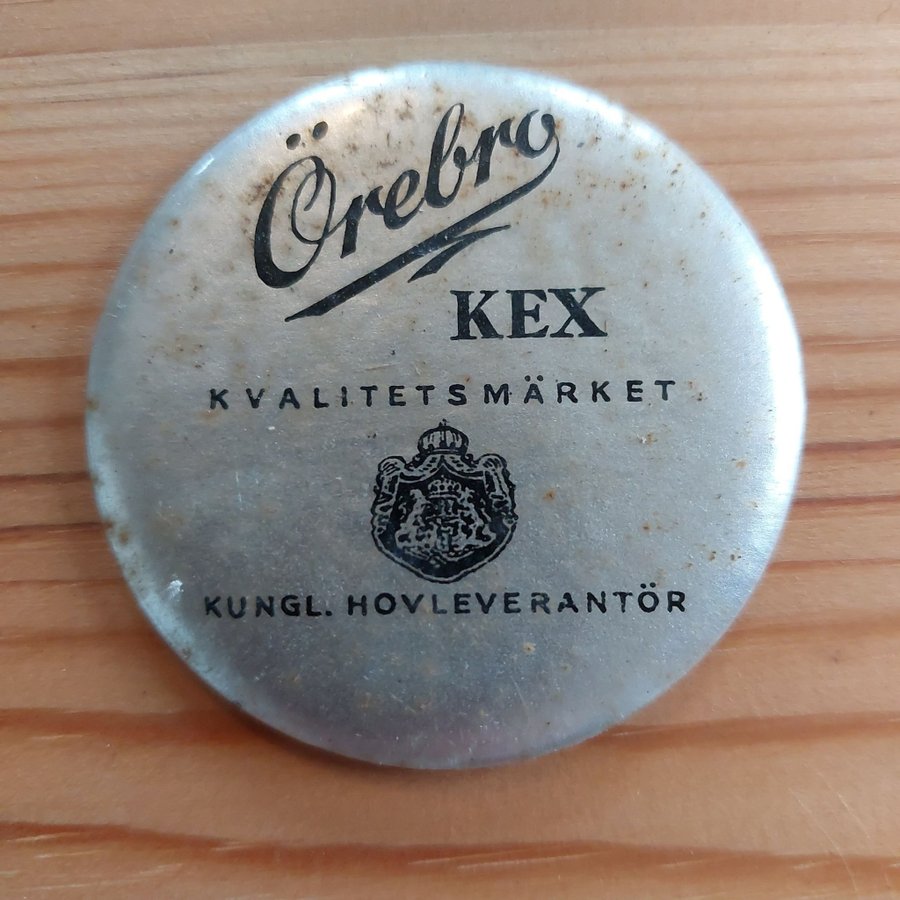 Örebro
KEX
KVALITETSMÄRKET
KUNGL. HOVLEVERANTÖR